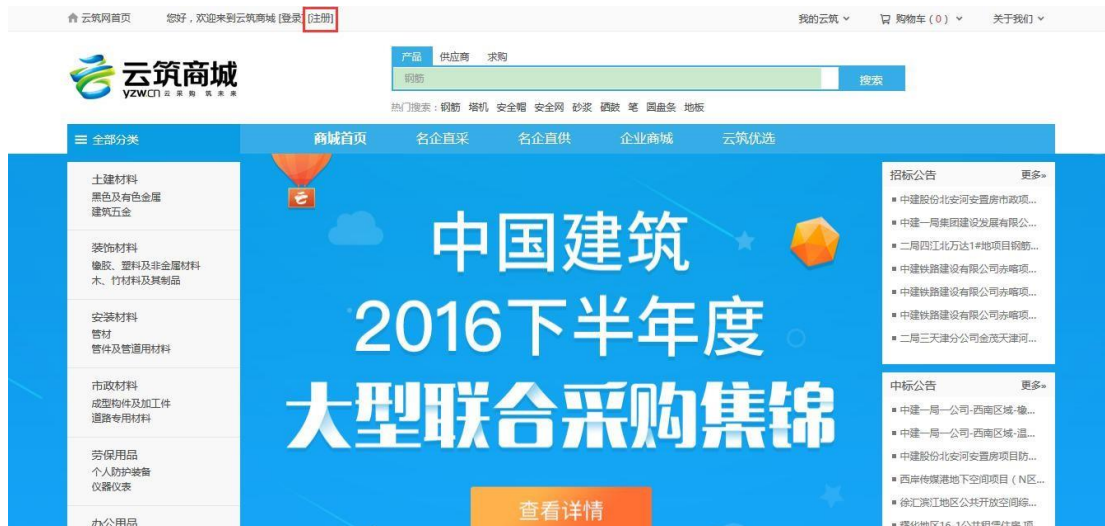 云筑网首页 您好，欢迎来到云筑商城 [登录] [注册] 我的云筑 购物车(0) 关于我们
云筑商城
yzw.cn 云采购 筑未来
产品 供应商 求购
钢筋 搜索
热门搜索：钢筋 塔机 安全帽 安全网 砂浆 硒鼓 笔 圆盘条 地板
全部分类 商城首页 名企直采 名企直供 企业商城 云筑优选
土建材料
黑色及有色金属
建筑五金
装饰材料
橡胶、塑料及非金属材料
木、竹材料及其制品
安装材料
管材
管件及管道用材料
市政材料
成型构件及加工件
道路专用材料
劳保用品
个人防护装备
仪器仪表
办公用品
中国建筑
2016下半年度
大型联合采购集锦
查看详情
招标公告 更多»
中建股份北安河安置房市政项...
中建一局集团建设发展有限公...
二局四江北万达1#地项目钢筋...
中建铁路建设有限公司赤喀项...
中建铁路建设有限公司赤喀项...
中建铁路建设有限公司赤喀项...
二局三天津分公司金茂天津河...
中标公告 更多»
中建一局一公司-西南区域-橡...
中建一局一公司-西南区域-温...
中建股份北安河安置房项目防...
西岸传媒港地下空间项目（N区...
徐汇滨江地区公共开放空间综...